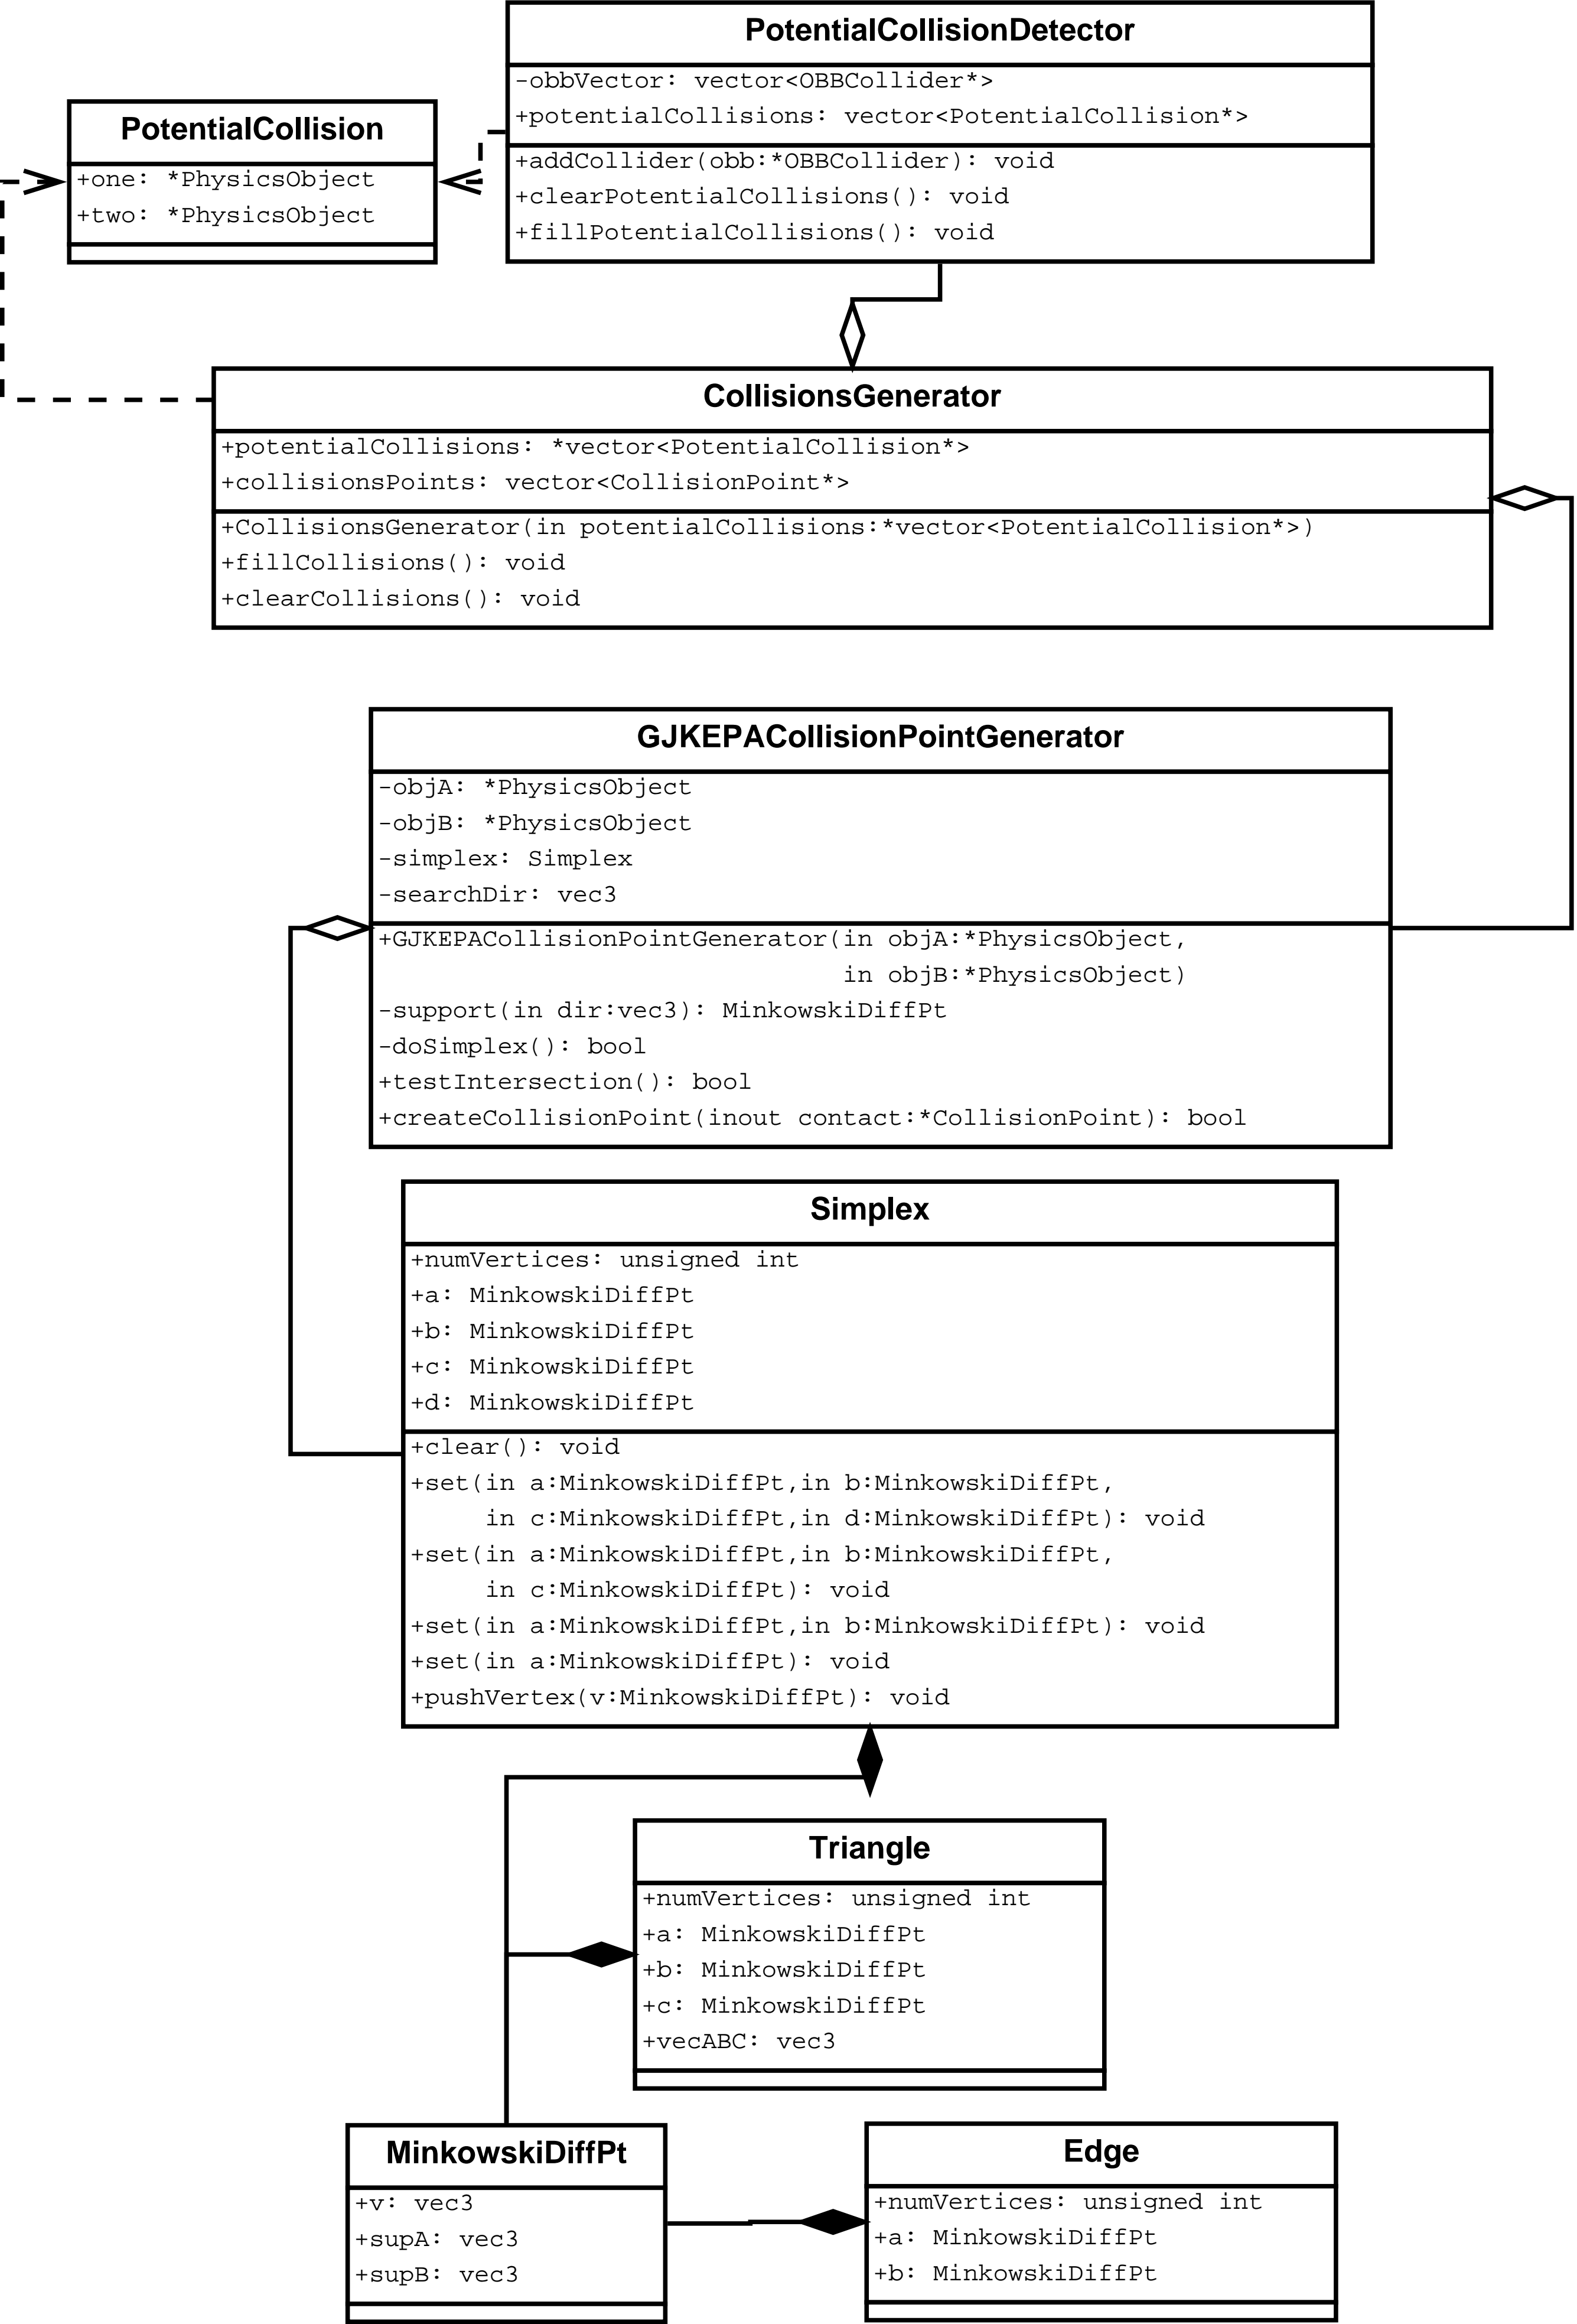 PotentialCollisionDetector
-obbVector: vector<OBBCollider*>
+potentialCollisions: vector<PotentialCollision*>
+addCollider(obb:*OBBCollider): void
+clearPotentialCollisions(): void
+fillPotentialCollisions(): void
PotentialCollision
+one: *PhysicsObject
+two: *PhysicsObject
CollisionsGenerator
+potentialCollisions: *vector<PotentialCollision*>
+collisionsPoints: vector<CollisionPoint*>
+CollisionsGenerator(in potentialCollisions:*vector<PotentialCollision*>)
+fillCollisions(): void
+clearCollisions(): void
GJKEPACollisionPointGenerator
-objA: *PhysicsObject
-objB: *PhysicsObject
-simplex: Simplex
-searchDir: vec3
+GJKEPACollisionPointGenerator(in objA:*PhysicsObject,
in objB:*PhysicsObject)
-support(in dir:vec3): MinkowskiDiffPt
-doSimplex(): bool
+testIntersection(): bool
+createCollisionPoint(inout contact:*CollisionPoint): bool
Simplex
+numVertices: unsigned int
+a: MinkowskiDiffPt
+b: MinkowskiDiffPt
+c: MinkowskiDiffPt
+d: MinkowskiDiffPt
+clear(): void
+set(in a:MinkowskiDiffPt,in b:MinkowskiDiffPt,
in c:MinkowskiDiffPt,in d:MinkowskiDiffPt): void
+set(in a:MinkowskiDiffPt,in b:MinkowskiDiffPt,
in c:MinkowskiDiffPt): void
+set(in a:MinkowskiDiffPt,in b:MinkowskiDiffPt): void
+set(in a:MinkowskiDiffPt): void
+pushVertex(v:MinkowskiDiffPt): void
Triangle
+numVertices: unsigned int
+a: MinkowskiDiffPt
+b: MinkowskiDiffPt
+c: MinkowskiDiffPt
+vecABC: vec3
MinkowskiDiffPt
+v: vec3
+supA: vec3
+supB: vec3
Edge
+numVertices: unsigned int
+a: MinkowskiDiffPt
+b: MinkowskiDiffPt